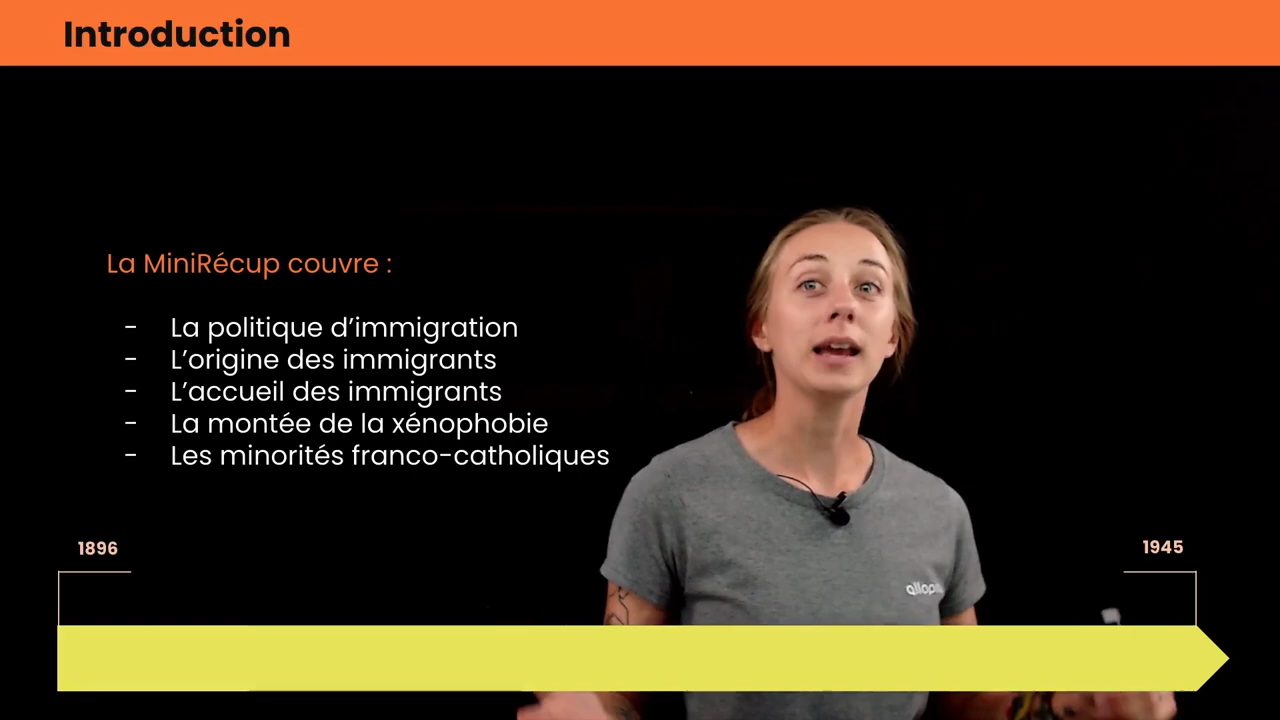 Introduction
La MiniRécup couvre :
- La politique d’immigration
- L’origine des immigrants
- L’accueil des immigrants
- La montée de la xénophobie
- Les minorités franco-catholiques
1896
1945